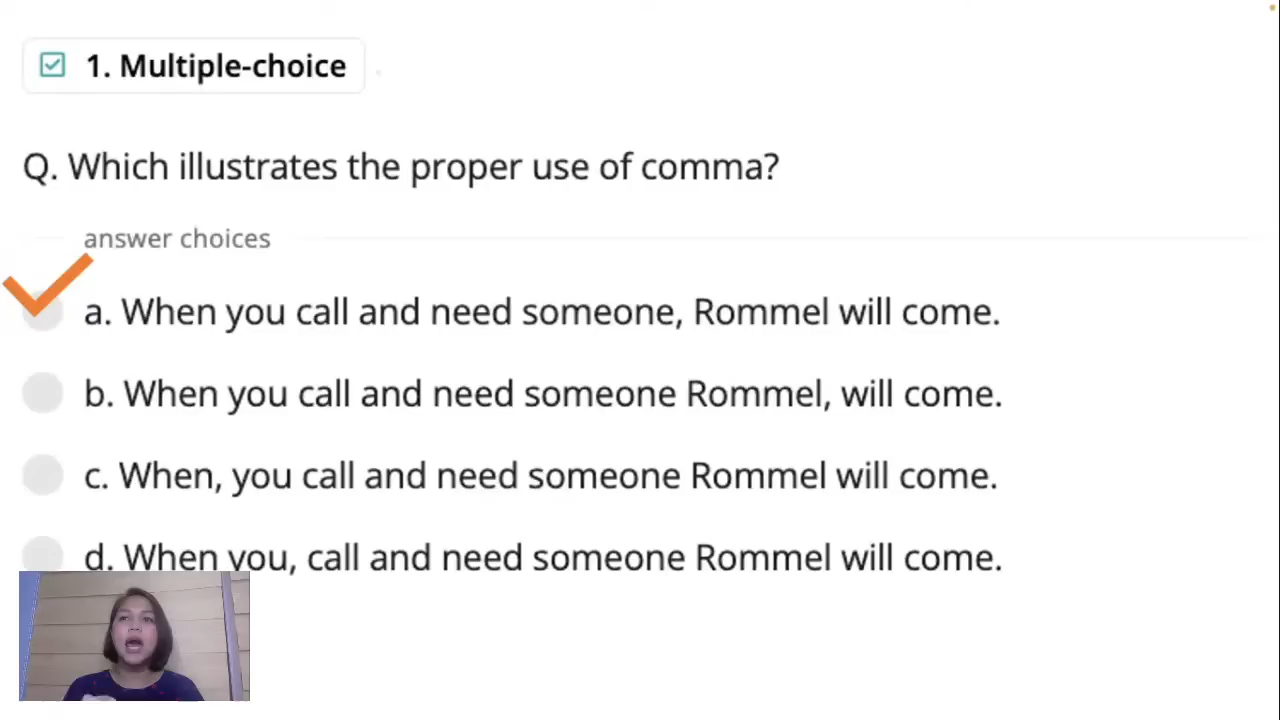 1. Multiple-choice
Q. Which illustrates the proper use of comma?
answer choices
a. When you call and need someone, Rommel will come.
b. When you call and need someone Rommel, will come.
c. When, you call and need someone Rommel will come.
d. When you, call and need someone Rommel will come.